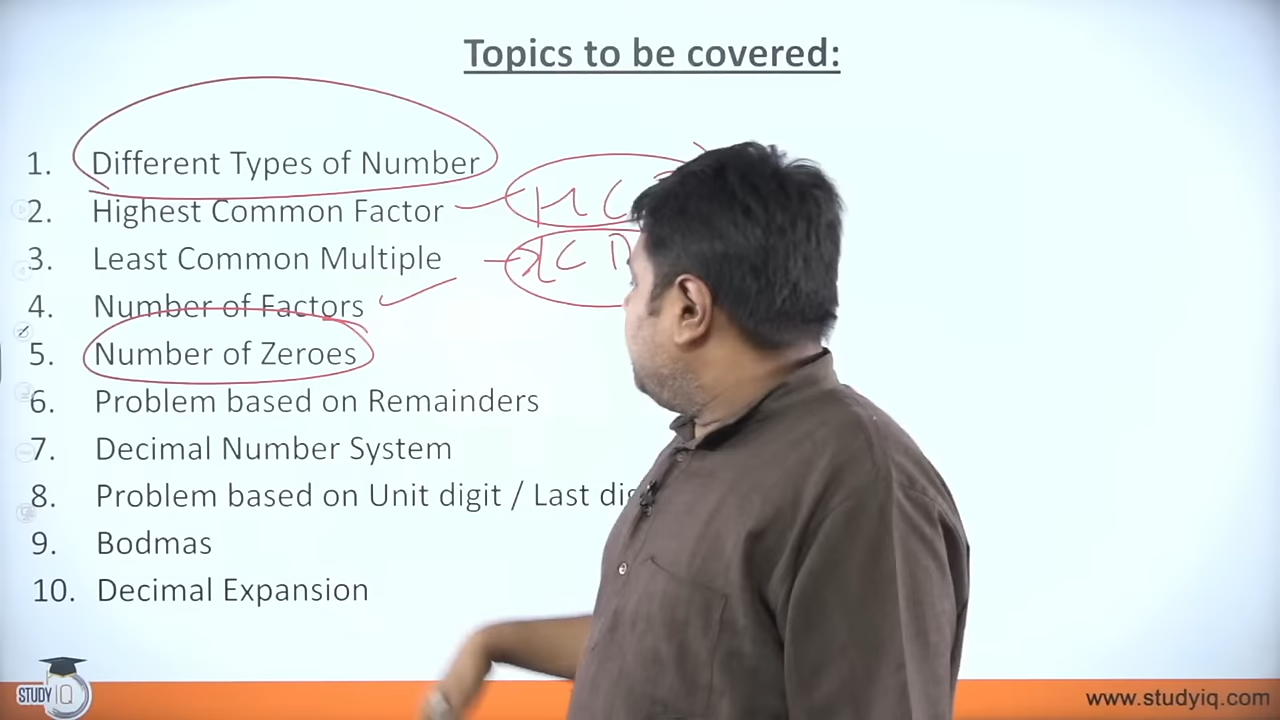 Topics to be covered:
1. Different Types of Number
2. Highest Common Factor
HC
3. Least Common Multiple
LC
4. Number of Factors
5. Number of Zeroes
6. Problem based on Remainders
7. Decimal Number System
8. Problem based on Unit digit / Last
9. Bodmas
10. Decimal Expansion
STUDY IQ
www.studyiq.com